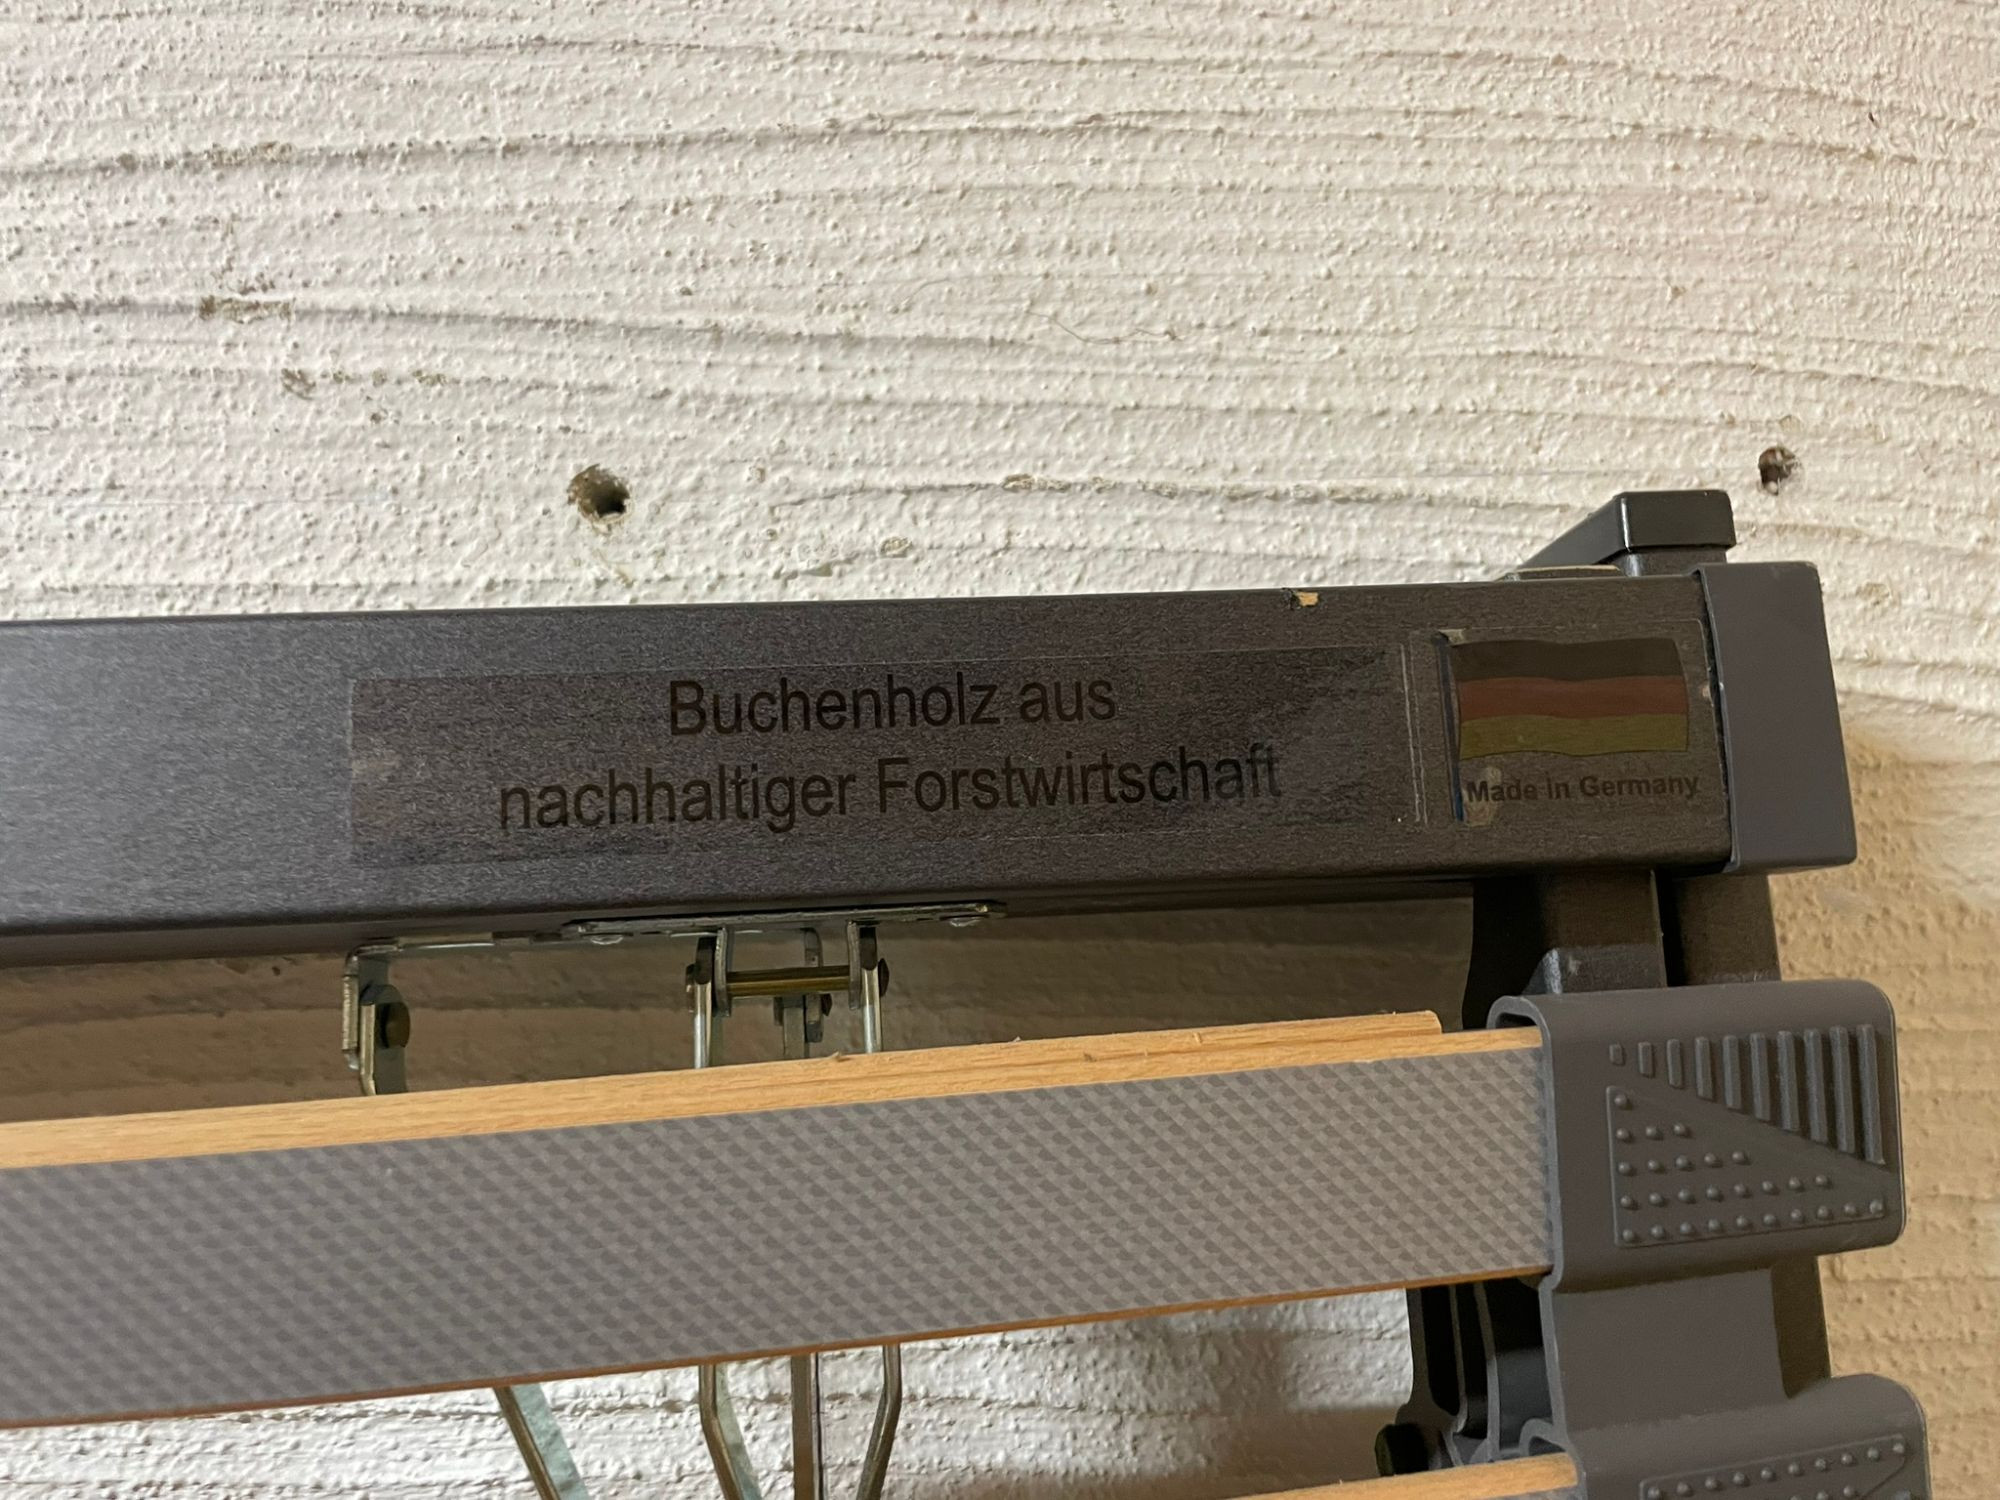 Buchenholz aus
nachhaltiger Forstwirtschaft
Made in Germany